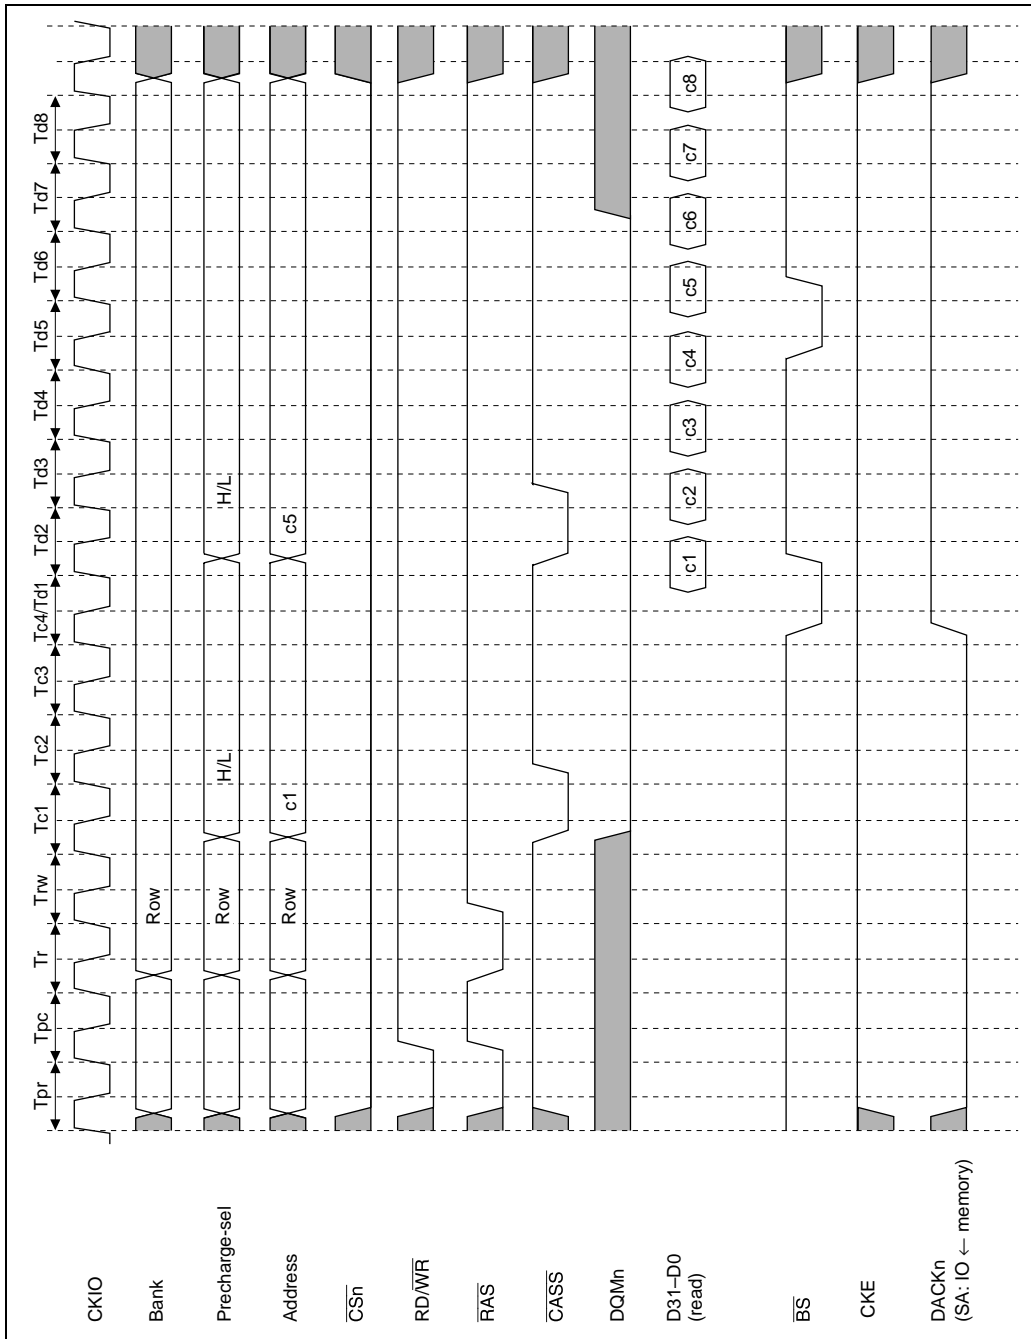 Tpr Tpc Tr Trw Tc1 Tc2 Tc3 Tc4/Td1 Td2 Td3 Td4 Td5 Td6 Td7 Td8
CKIO
Bank Row
Precharge-sel Row H/L H/L
Address Row c1 c5
CSn
RD/WR
RAS
CASS
DQMn
D31–D0
(read)
c1 c2 c3 c4 c5 c6 c7 c8
BS
CKE
DACKn
(SA: IO ← memory)